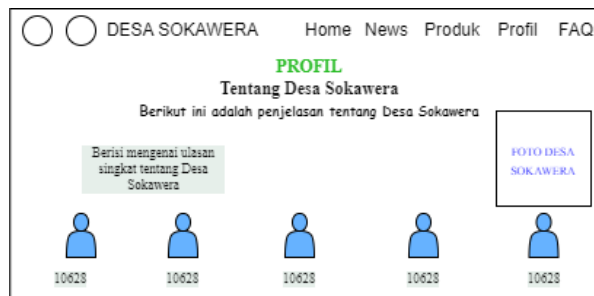 DESA SOKAWERA Home News Produk Profil FAQ
PROFIL
Tentang Desa Sokawera
Berikut ini adalah penjelasan tentang Desa Sokawera
Berisi mengenai ulasan
singkat tentang Desa
Sokawera
FOTO DESA
SOKAWERA
10628 10628 10628 10628 10628